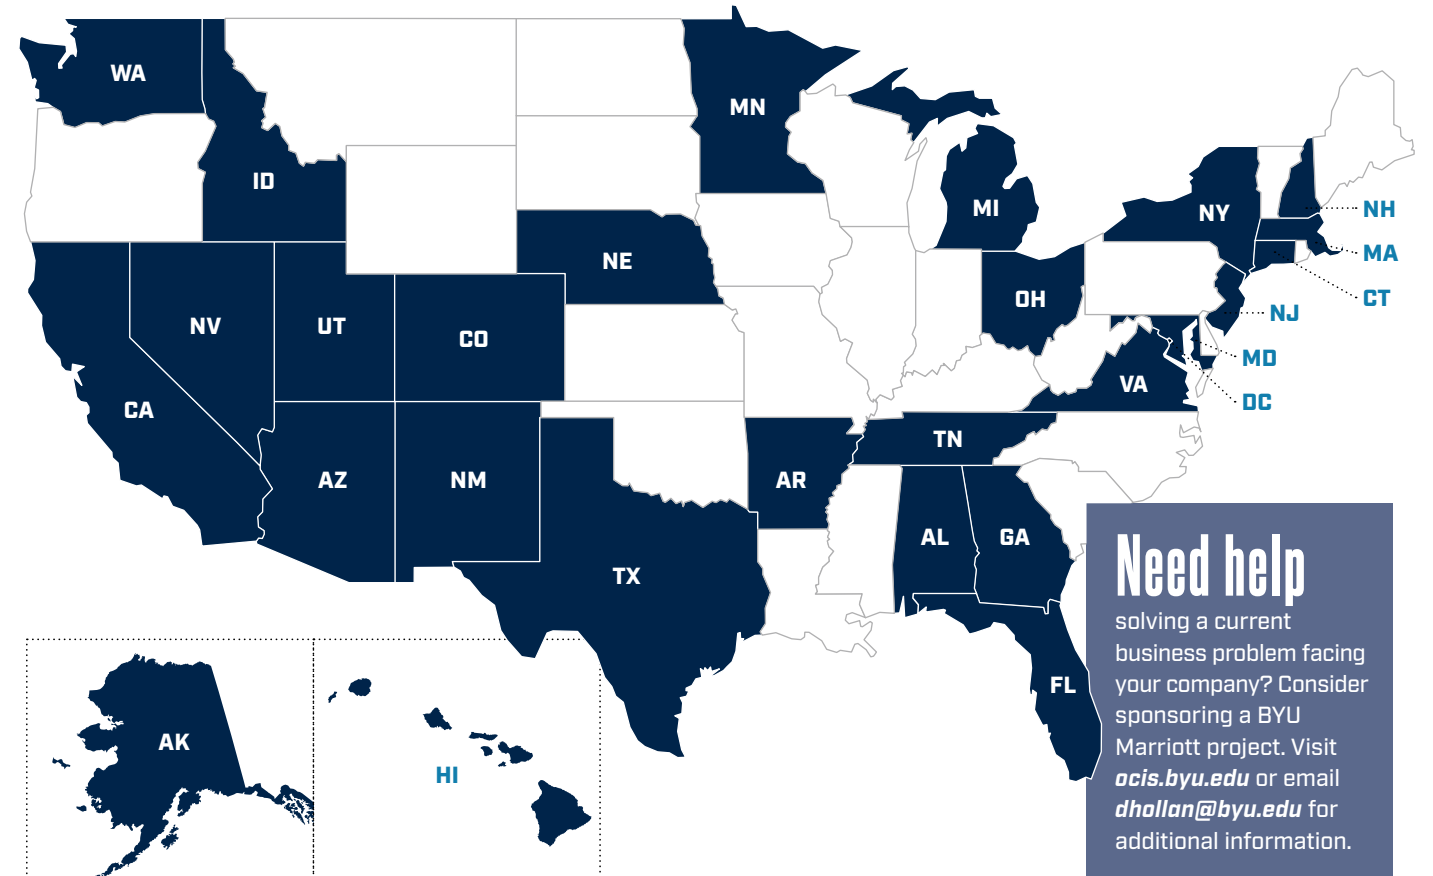 WA
MN
ID
MI
NY
NH
MA
NE
CT
OH
NJ
NV
UT
CO
MD
VA
DC
CA
TN
AZ
NM
AR
AL
GA
TX
FL
AK
HI
Need help
solving a current
business problem facing
your company? Consider
sponsoring a BYU
Marriott project. Visit
ocis.byu.edu or email
dhollan@byu.edu for
additional information.